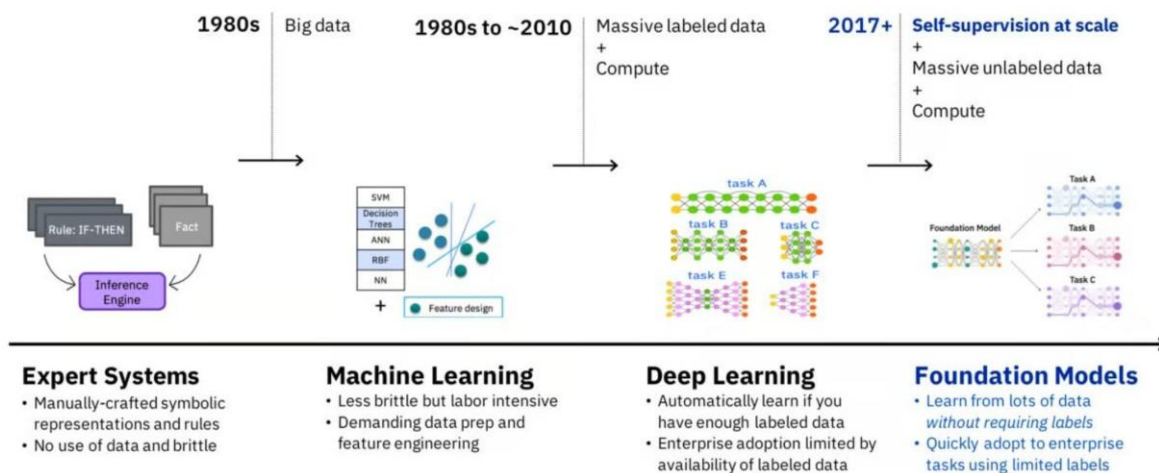 1980s
Big data
1980s to ~2010
Massive labeled data
+
Compute
2017+
Self-supervision at scale
+
Massive unlabeled data
+
Compute
Rule: IF-THEN
Fact
Inference
Engine
SVM
Decision
Trees
ANN
RBF
NN
+
Feature design
task A
task B
task C
task E
task F
Foundation Model
Task A
Task B
Task C
Expert Systems
• Manually-crafted symbolic
representations and rules
• No use of data and brittle
Machine Learning
• Less brittle but labor intensive
• Demanding data prep and
feature engineering
Deep Learning
• Automatically learn if you
have enough labeled data
• Enterprise adoption limited by
availability of labeled data
Foundation Models
• Learn from lots of data
without requiring labels
• Quickly adopt to enterprise
tasks using limited labels